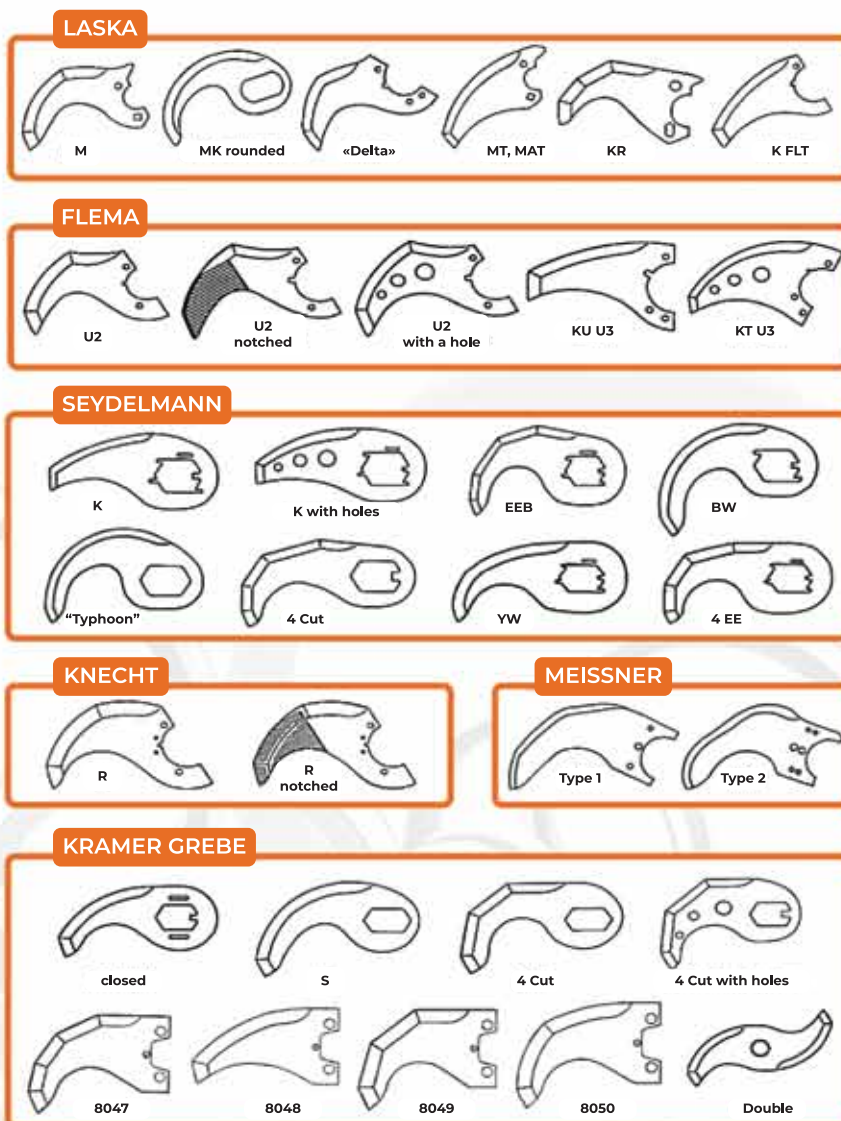 LASKA
M
MK rounded
«Delta»
MT, MAT
KR
K FLT
FLEMA
U2
U2
notched
U2
with a hole
KU U3
KT U3
SEYDELMANN
K
K with holes
EEB
BW
“Typhoon”
4 Cut
YW
4 EE
KNECHT
R
R
notched
MEISSNER
Type 1
Type 2
KRAMER GREBE
closed
S
4 Cut
4 Cut with holes
8047
8048
8049
8050
Double